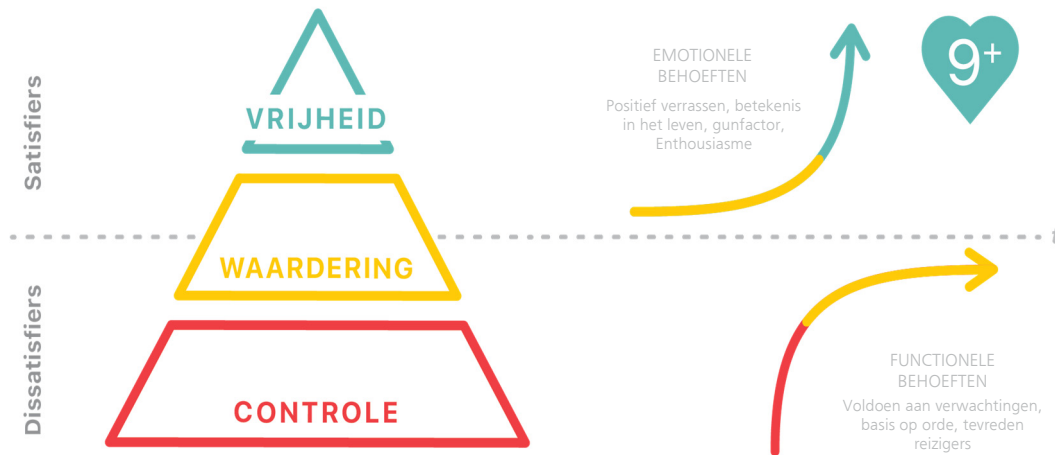 Satisfiers
VRIJHEID
EMOTIONELE
BEHOEFTEN
Positief verrassen, betekenis
in het leven, gunfactor,
Enthousiasme
9+
WAARDERING
Dissatisfiers
CONTROLE
FUNCTIONELE
BEHOEFTEN
Voldoen aan verwachtingen,
basis op orde, tevreden
reizigers